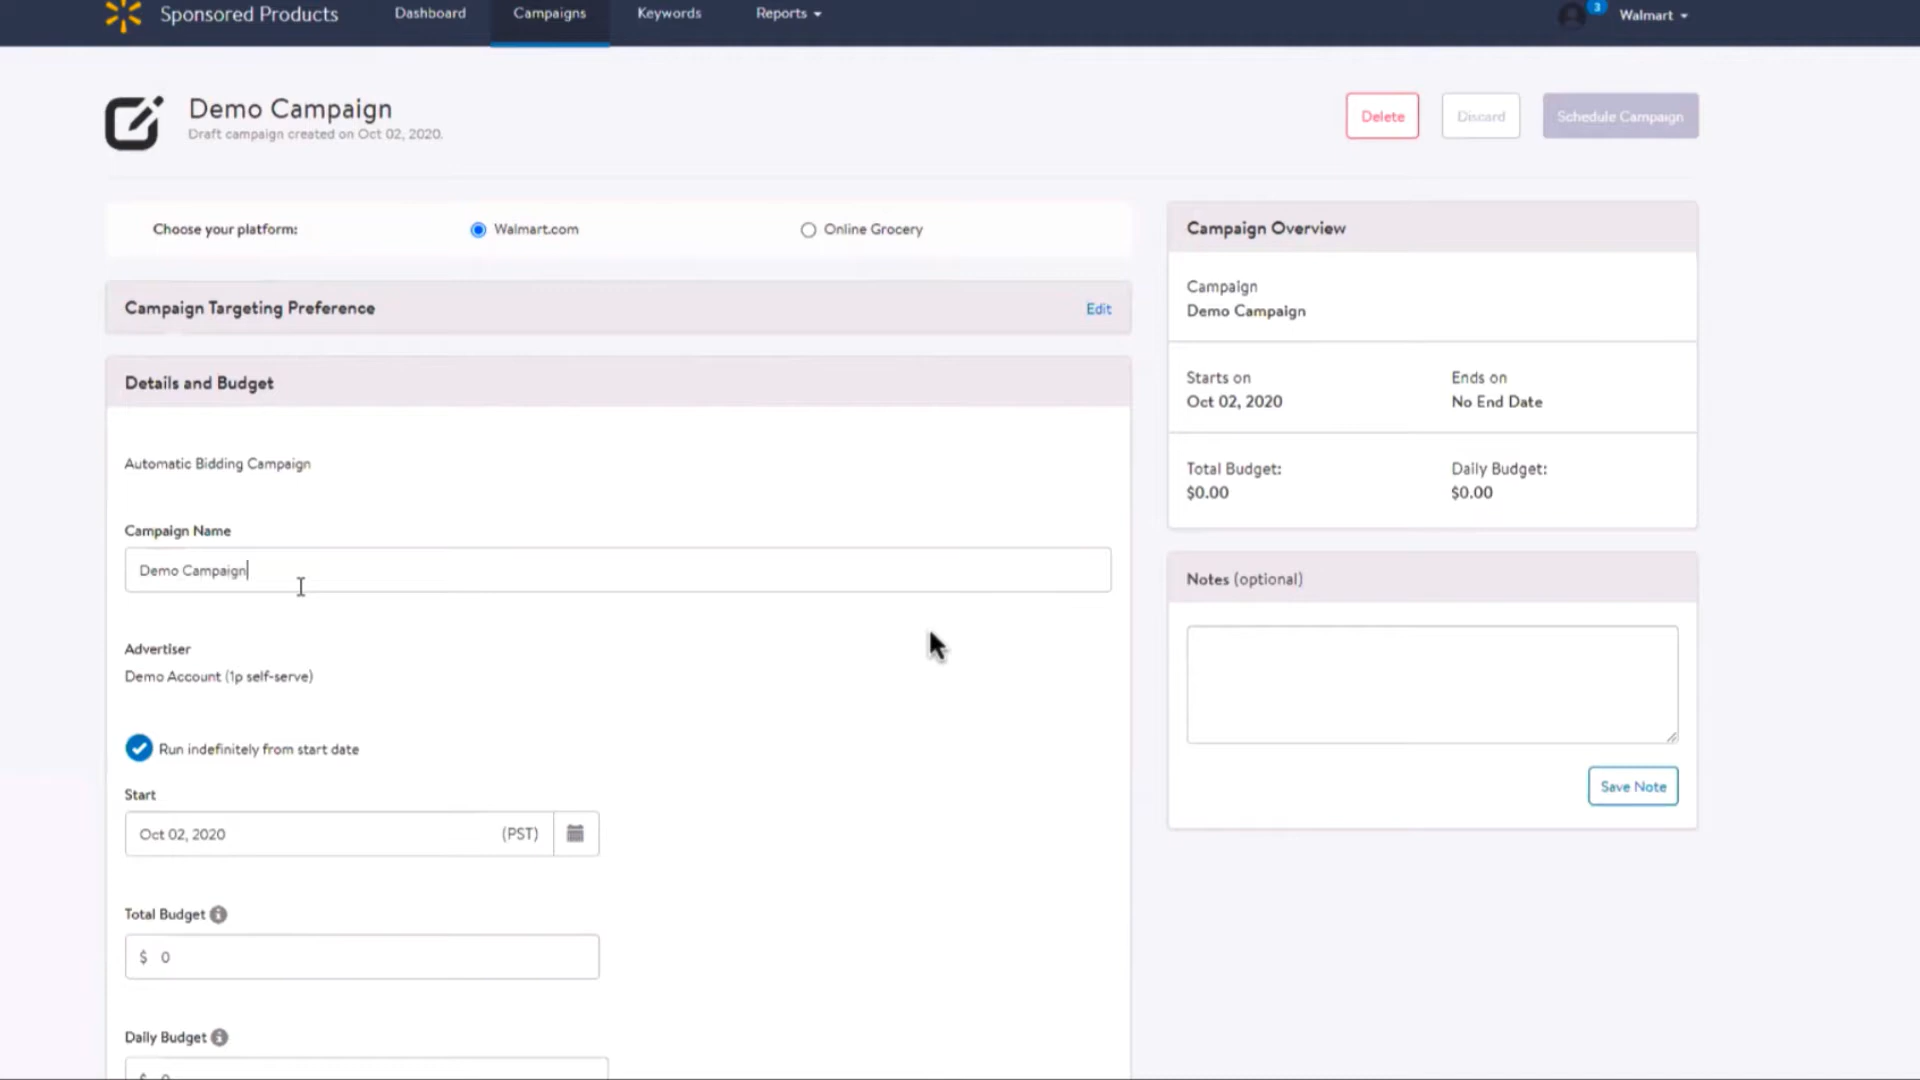 Sponsored Products
Dashboard
Campaigns
Keywords
Reports
3
Walmart
Demo Campaign
Draft campaign created on Oct 02, 2020.
Delete
Discard
Schedule Campaign
Choose your platform:
Walmart.com
Online Grocery
Campaign Targeting Preference
Edit
Details and Budget
Automatic Bidding Campaign
Campaign Name
Demo Campaign
Advertiser
Demo Account (1p self-serve)
Run indefinitely from start date
Start
Oct 02, 2020 (PST)
Total Budget
$ 0
Daily Budget
Campaign Overview
Campaign
Demo Campaign
Starts on
Oct 02, 2020
Ends on
No End Date
Total Budget:
$0.00
Daily Budget:
$0.00
Notes (optional)
Save Note